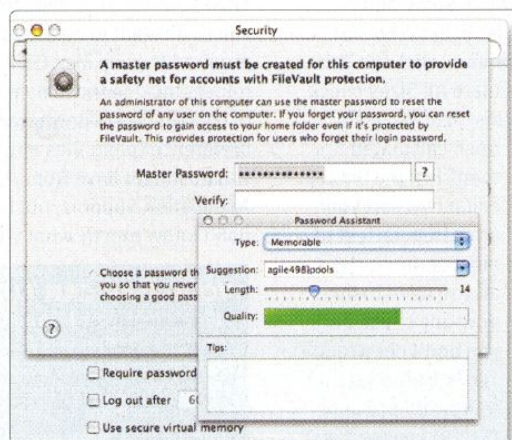 Security
A master password must be created for this computer to provide
a safety net for accounts with FileVault protection.
An administrator of this computer can use the master password to reset the
password of any user on the computer. If you forget your password, you can reset
the password to gain access to your home folder even if it's protected by
FileVault. This provides protection for users who forget their login password.
Master Password: •••••••••••••• ?
Verify:
Password Assistant
Type: Memorable
Suggestion: agile498)pools
Length: 14
Quality:
Tips:
Choose a password th
you so that you never
choosing a good pass
?
Require password
Log out after 60
Use secure virtual memory